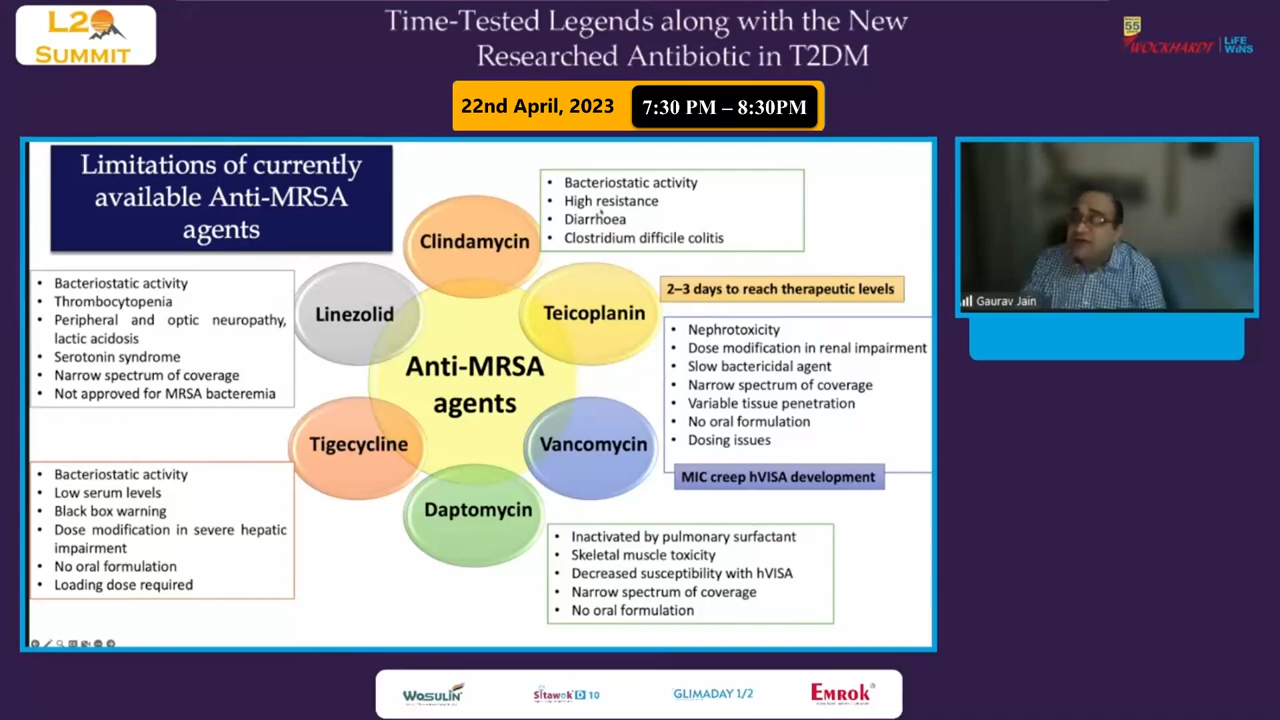 L2 SUMMIT
Time-Tested Legends along with the New
Researched Antibiotic in T2DM
55
WOCKHARDT
LIFE
WINS
22nd April, 2023
7:30 PM – 8:30PM
Limitations of currently
available Anti-MRSA
agents
Clindamycin
• Bacteriostatic activity
• High resistance
• Diarrhoea
• Clostridium difficile colitis
Linezolid
• Bacteriostatic activity
• Thrombocytopenia
• Peripheral and optic neuropathy,
lactic acidosis
• Serotonin syndrome
• Narrow spectrum of coverage
• Not approved for MRSA bacteremia
Teicoplanin
2–3 days to reach therapeutic levels
• Nephrotoxicity
• Dose modification in renal impairment
• Slow bactericidal agent
• Narrow spectrum of coverage
• Variable tissue penetration
• No oral formulation
• Dosing issues
Anti-MRSA
agents
Tigecycline
Vancomycin
MIC creep hVISA development
• Bacteriostatic activity
• Low serum levels
• Black box warning
• Dose modification in severe hepatic
impairment
• No oral formulation
• Loading dose required
Daptomycin
• Inactivated by pulmonary surfactant
• Skeletal muscle toxicity
• Decreased susceptibility with hVISA
• Narrow spectrum of coverage
• No oral formulation
Gaurav Jain
WOSULIN
Sitawok D 10
GLIMADAY 1/2
EMROK